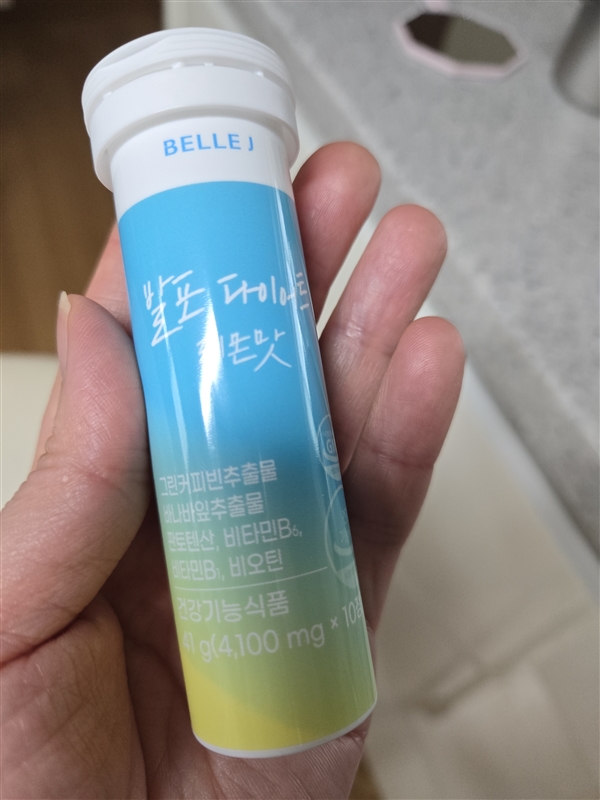 BELLE J
발포 다이어트
레몬맛
그린커피빈추출물
바나바잎추출물
판토텐산, 비타민B₆,
비타민B₁, 비오틴
건강기능식품
41 g(4,100 mg ×